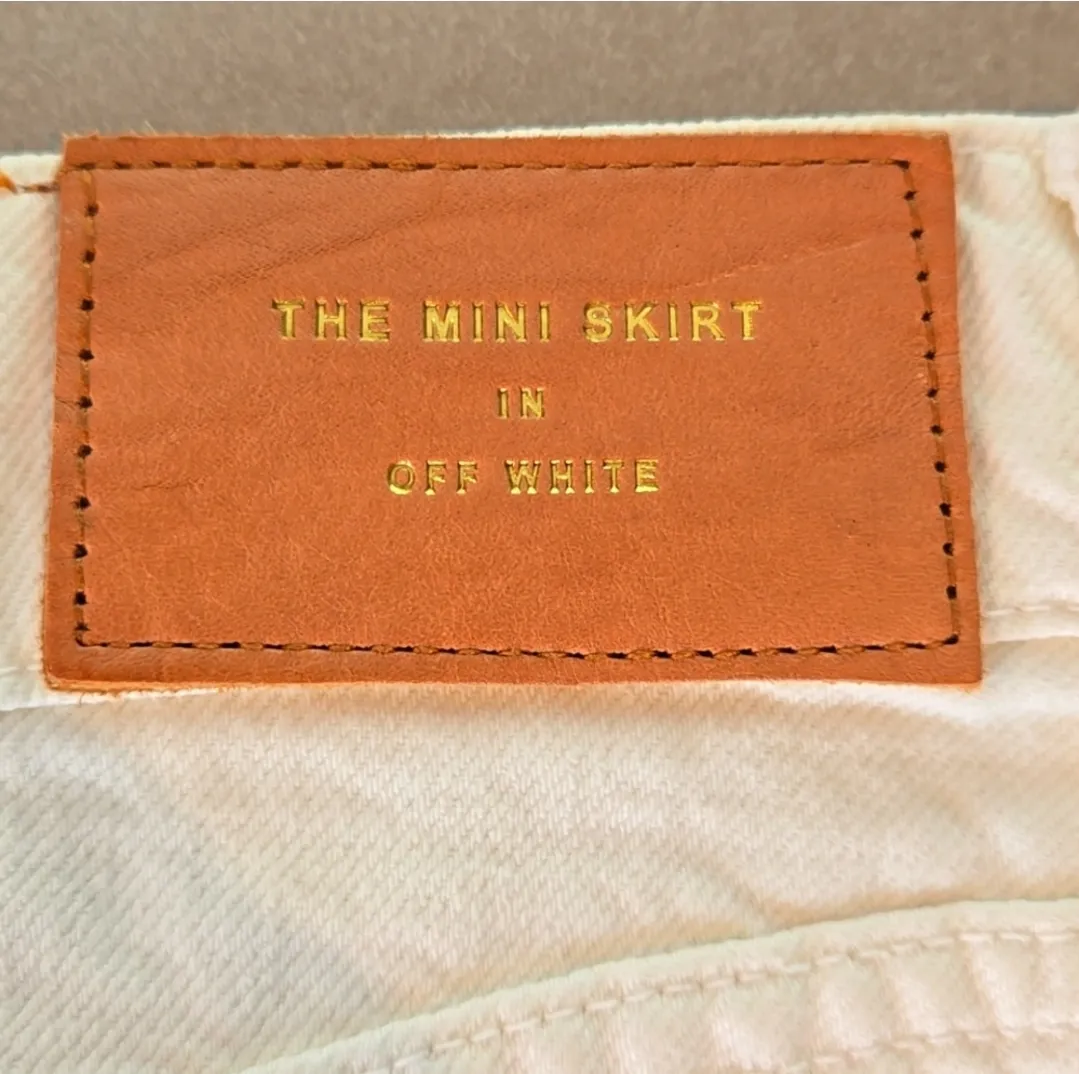 THE MINI SKIRT
IN
OFF WHITE